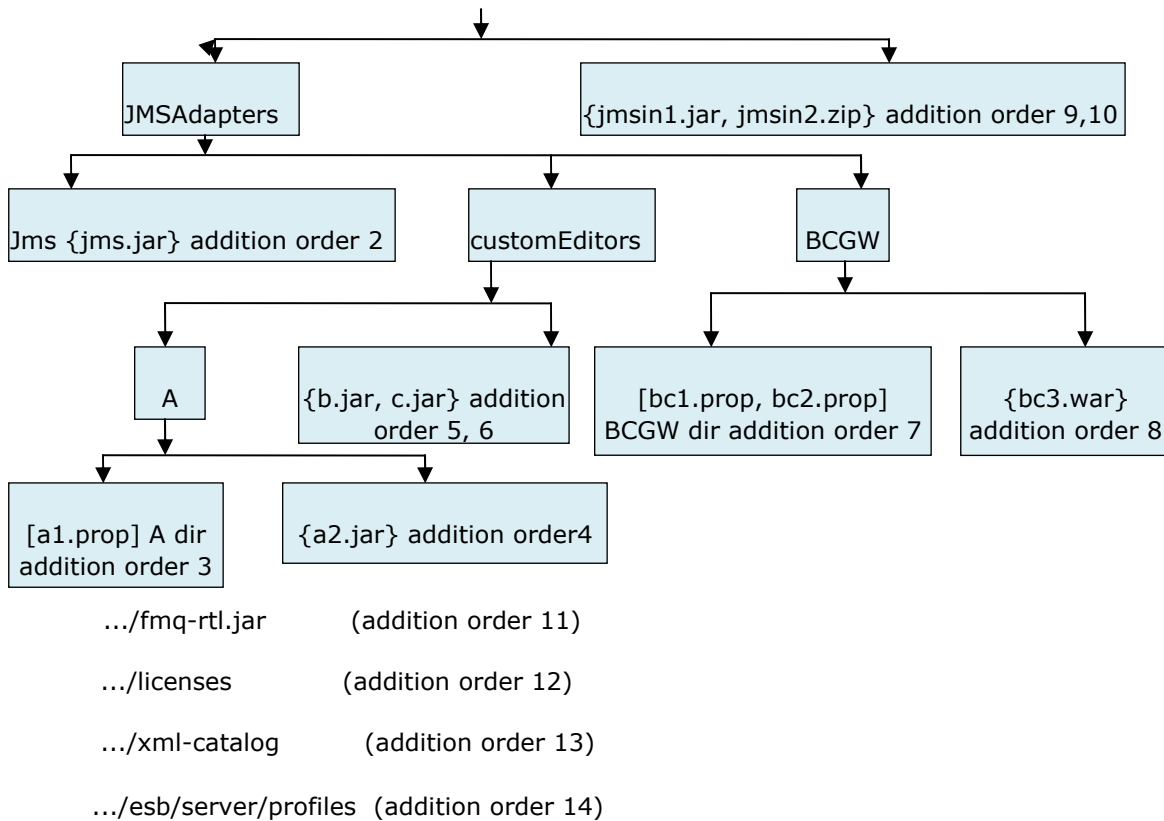 JMSAdapters
{jmsin1.jar, jmsin2.zip} addition order 9,10
Jms {jms.jar} addition order 2
customEditors
BCGW
A
{b.jar, c.jar} addition
order 5, 6
[bc1.prop, bc2.prop]
BCGW dir addition order 7
{bc3.war}
addition order 8
[a1.prop] A dir
addition order 3
{a2.jar} addition order4
.../fmq-rtl.jar (addition order 11)
.../licenses (addition order 12)
.../xml-catalog (addition order 13)
.../esb/server/profiles (addition order 14)